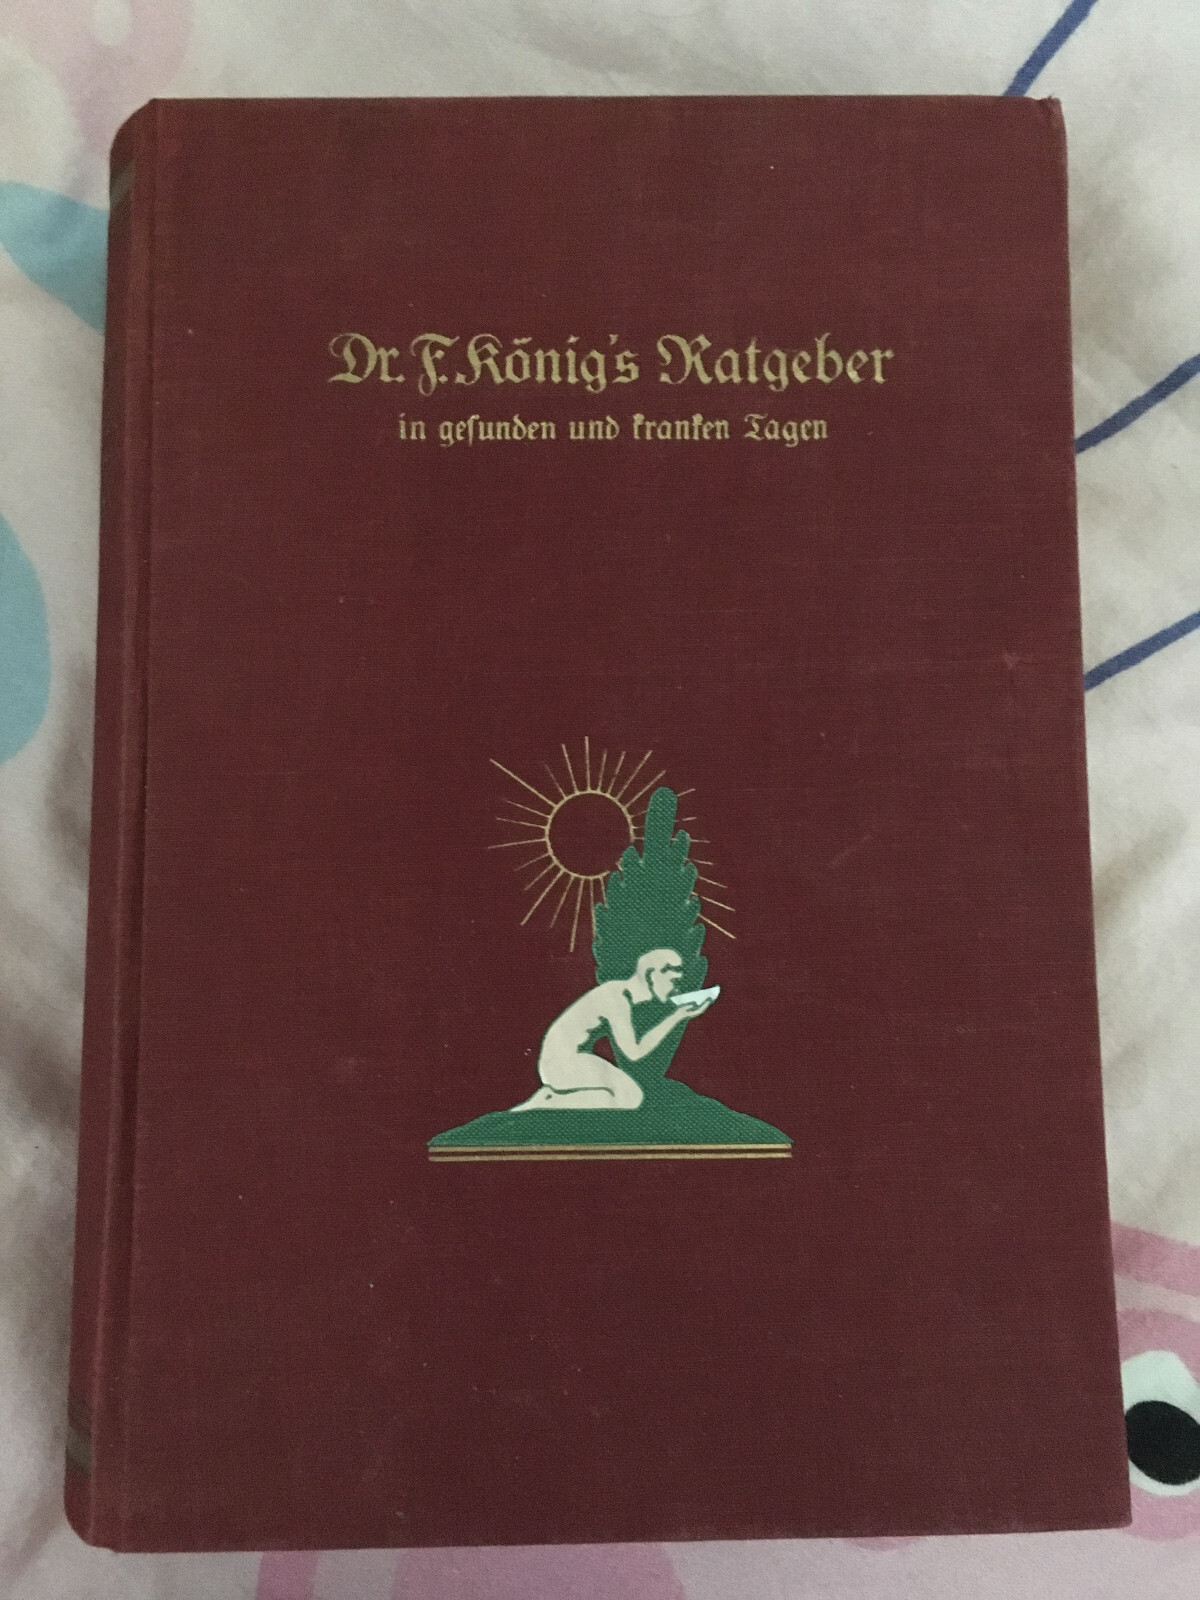 Dr. F. König's Ratgeber
in geſunden und kranken Tagen